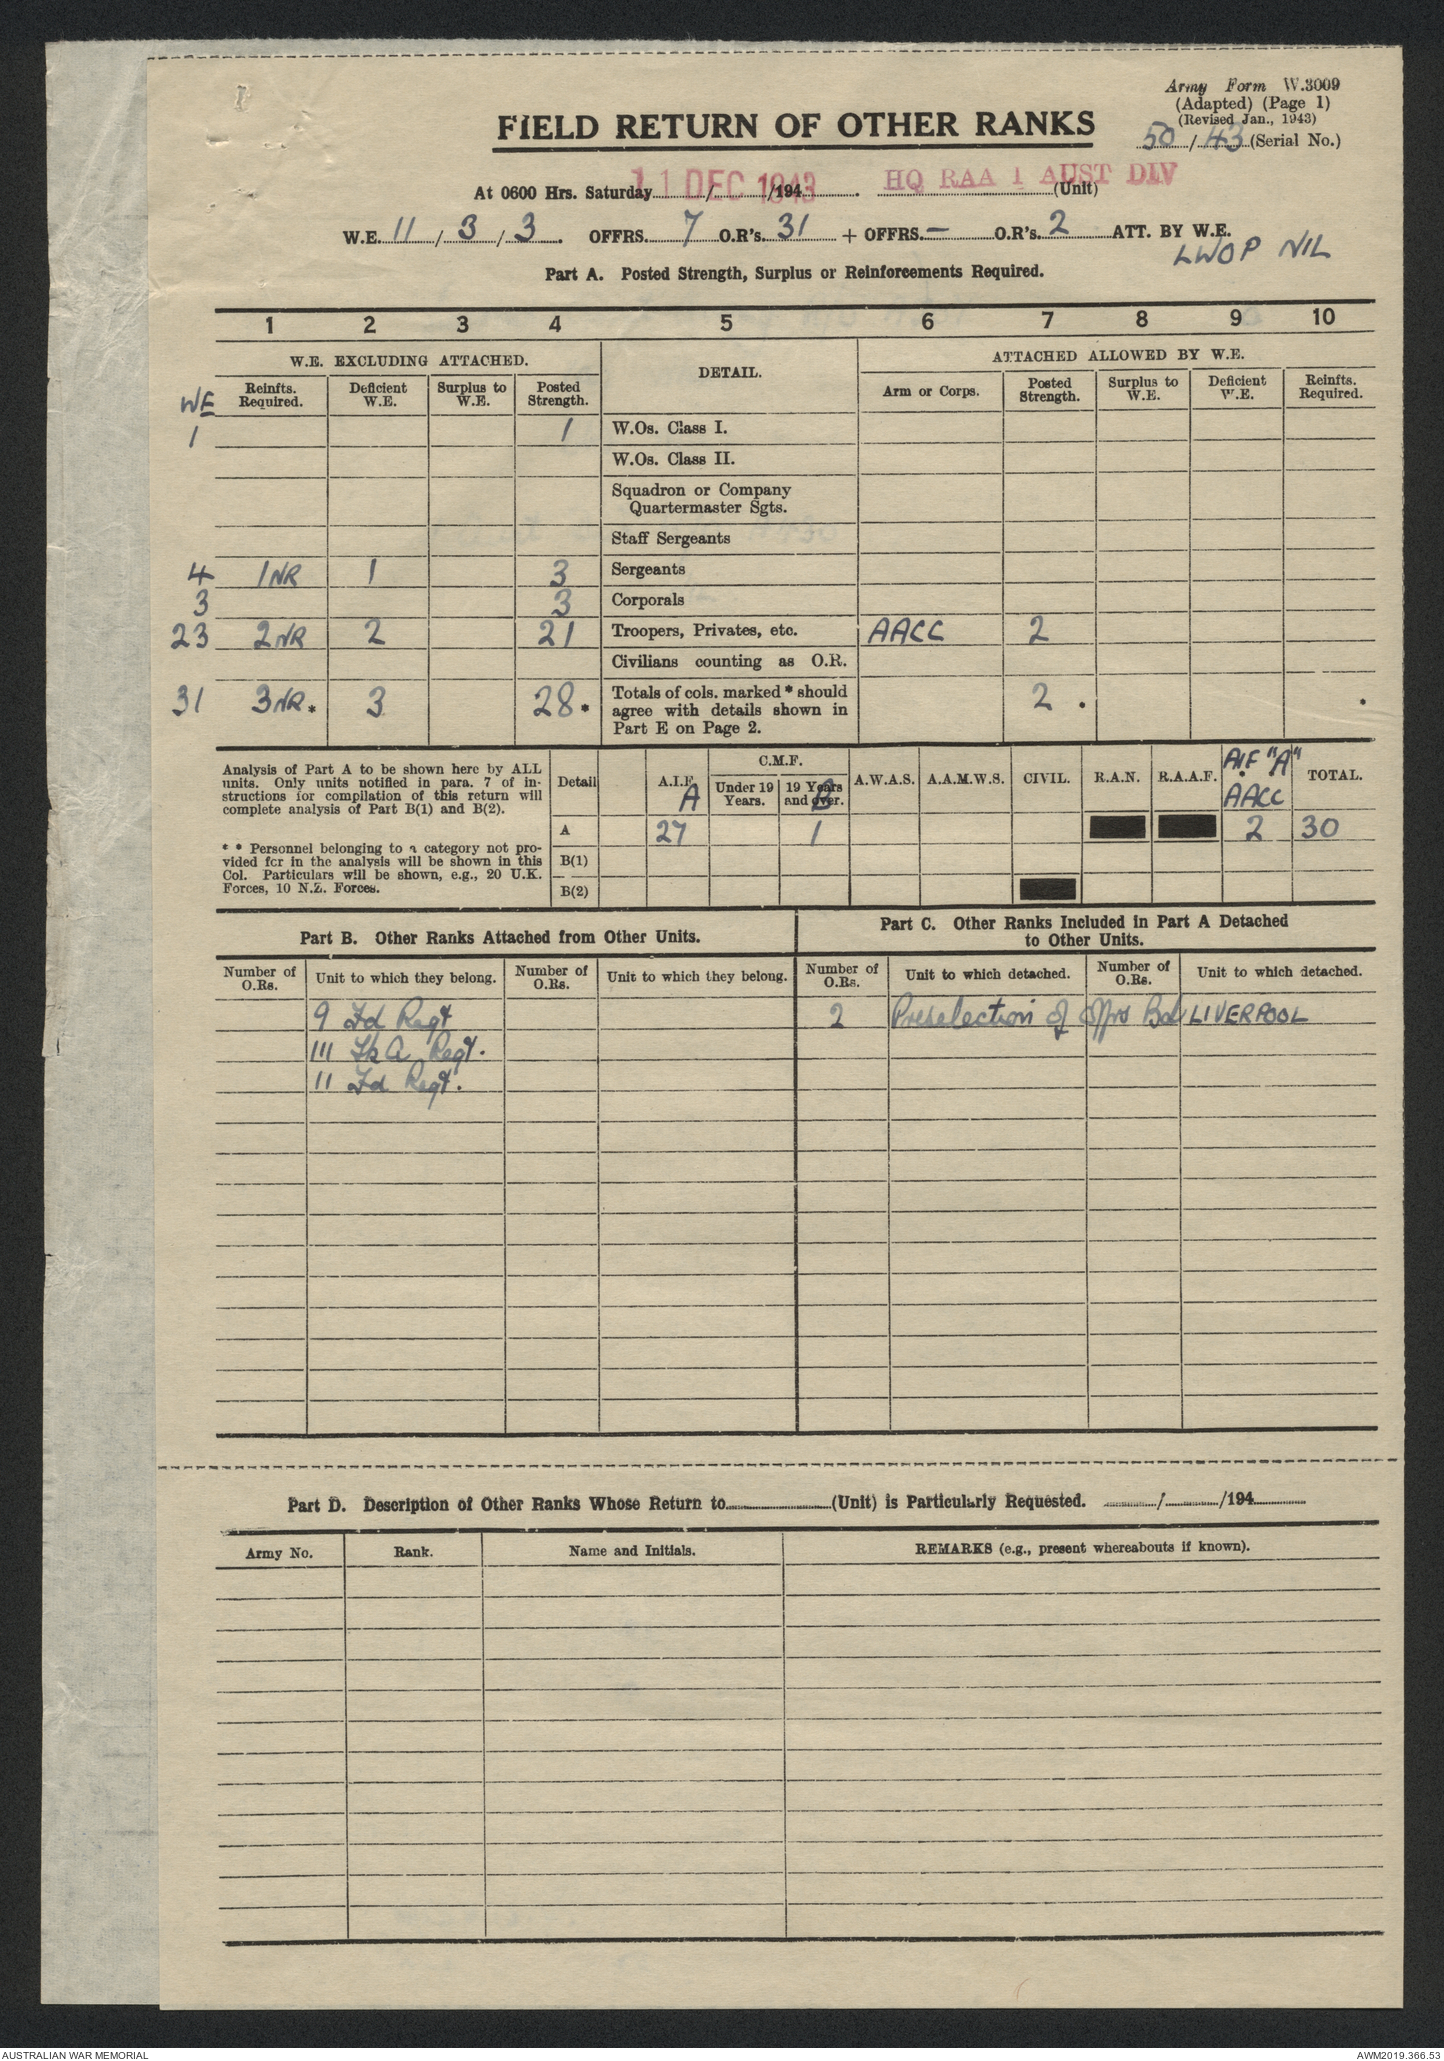 Army Form W.3009
(Adapted) (Page 1)
(Revised Jan., 1943)
FIELD RETURN OF OTHER RANKS
50/43 (Serial No.)
At 0600 Hrs. Saturday 11 DEC 1943 /194 HQ RAA 1 AUST DIV (Unit)
W.E. 11 / 3 / 3 . OFFRS. 7 O.R's. 31 + OFFRS. — O.R's. 2 ATT. BY W.E.
LWOP NIL
Part A. Posted Strength, Surplus or Reinforcements Required.
1 2 3 4 5 6 7 8 9 10
W.E. EXCLUDING ATTACHED. DETAIL. ATTACHED ALLOWED BY W.E.
WE Reinfts. Required. Deficient W.E. Surplus to W.E. Posted Strength. Arm or Corps. Posted Strength. Surplus to W.E. Deficient W.E. Reinfts. Required.
1 1 W.Os. Class I.
W.Os. Class II.
Squadron or Company
Quartermaster Sgts.
Staff Sergeants
4 1NR 1 3 Sergeants
3 3 Corporals
23 2NR 2 21 Troopers, Privates, etc. AACC 2
Civilians counting as O.R.
31 3NR * 3 28 * Totals of cols. marked * should 2 .
agree with details shown in
Part E on Page 2.
Analysis of Part A to be shown here by ALL
units. Only units notified in para. 7 of in-
structions for compilation of this return will
complete analysis of Part B(1) and B(2).
* * Personnel belonging to a category not pro-
vided for in the analysis will be shown in this
Col. Particulars will be shown, e.g., 20 U.K.
Forces, 10 N.Z. Forces.
Detail A.I.F. A C.M.F. Under 19 Years. 19 Years and over. B A.W.A.S. A.A.M.W.S. CIVIL. R.A.N. R.A.A.F. AIF "A" AACC TOTAL.
A 27 1 2 30
B(1)
B(2)
Part B. Other Ranks Attached from Other Units.
Part C. Other Ranks Included in Part A Detached
to Other Units.
Number of O.Rs. Unit to which they belong. Number of O.Rs. Unit to which they belong. Number of O.Rs. Unit to which detached. Number of O.Rs. Unit to which detached.
9 Fd Regt 2 Preselection of Offrs Bd LIVERPOOL
111 Tk A Regt.
11 Fd Regt.
Part D. Description of Other Ranks Whose Return to (Unit) is Particularly Requested. / /194
Army No. Rank. Name and Initials. REMARKS (e.g., present whereabouts if known).
AUSTRALIAN WAR MEMORIAL AWM2019.366.53